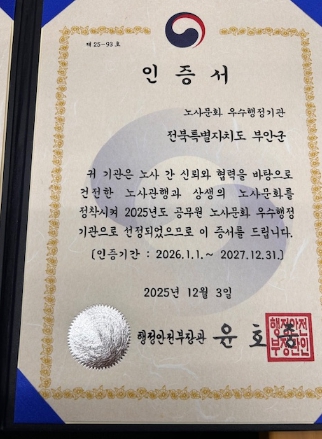 제 25-93 호
인 증 서
노사문화 우수행정기관
전북특별자치도 부안군
귀 기관은 노사 간 신뢰와 협력을 바탕으로
건전한 노사관행과 상생의 노사문화를
정착시켜 2025년도 공무원 노사문화 우수행정
기관으로 선정되었으므로 이 증서를 드립니다.
(인증기간 : 2026.1.1.~ 2027.12.31.)
2025년 12월 3일
행정안전부장관 윤 호 중
행정안전
부장관인